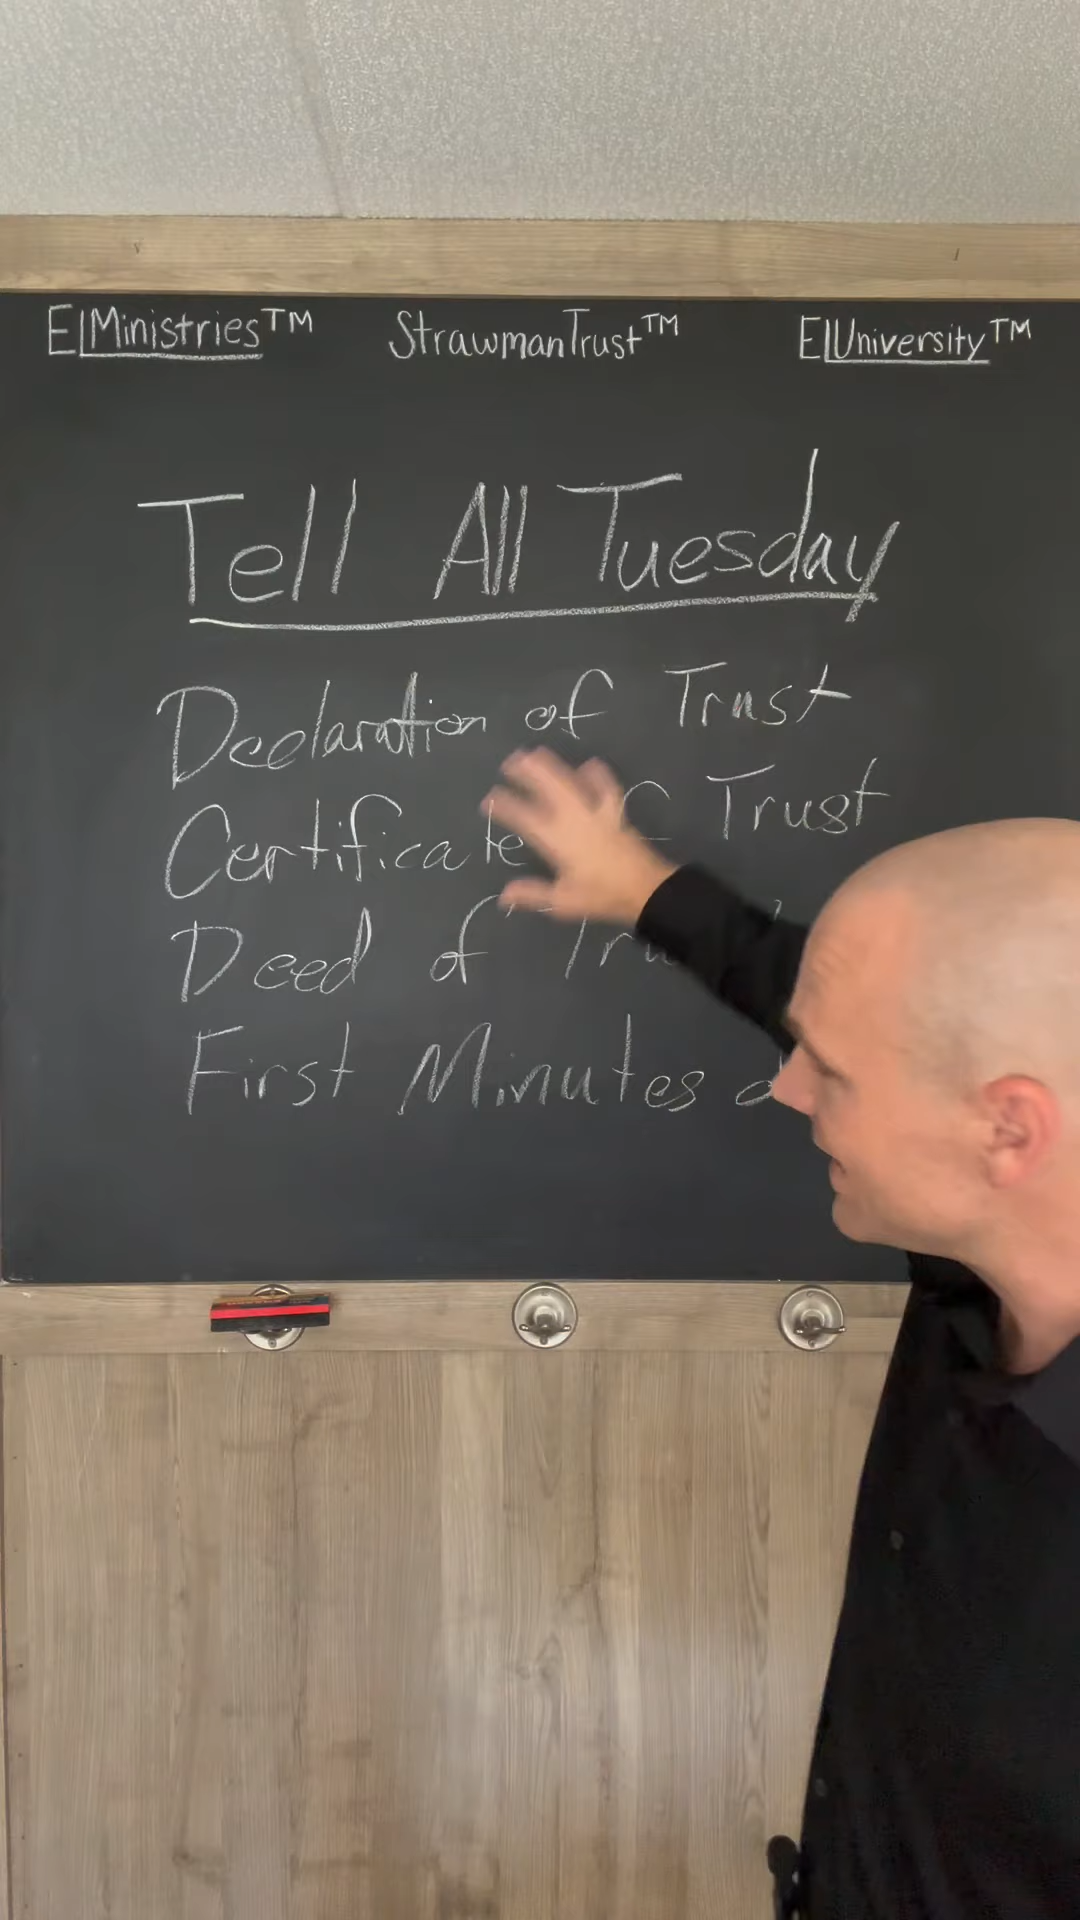 ELMinistries™ StrawmanTrust™ ELUniversity™
Tell All Tuesday
Declaration of Trust
Certificate Trust
Deed of
First Minutes